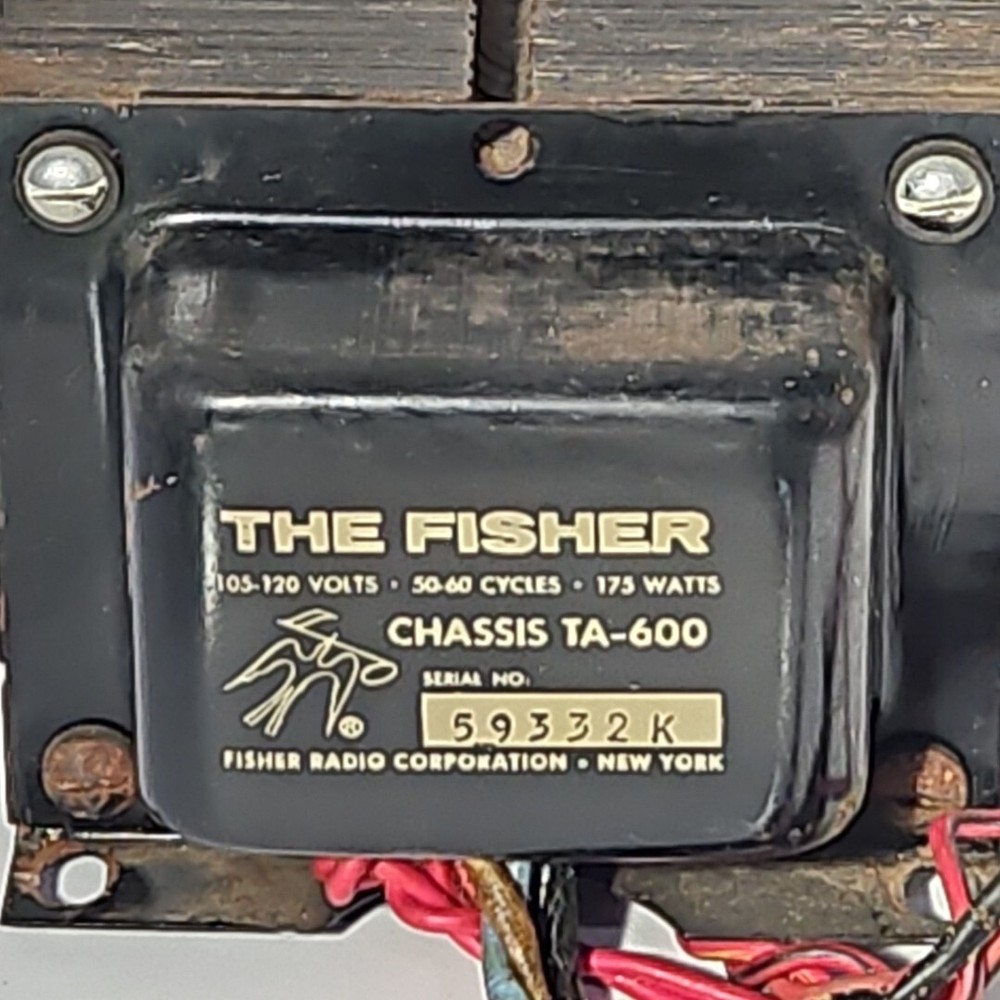 THE FISHER
105-120 VOLTS • 50-60 CYCLES • 175 WATTS
CHASSIS TA-600
SERIAL NO.
59332K
®
FISHER RADIO CORPORATION • NEW YORK